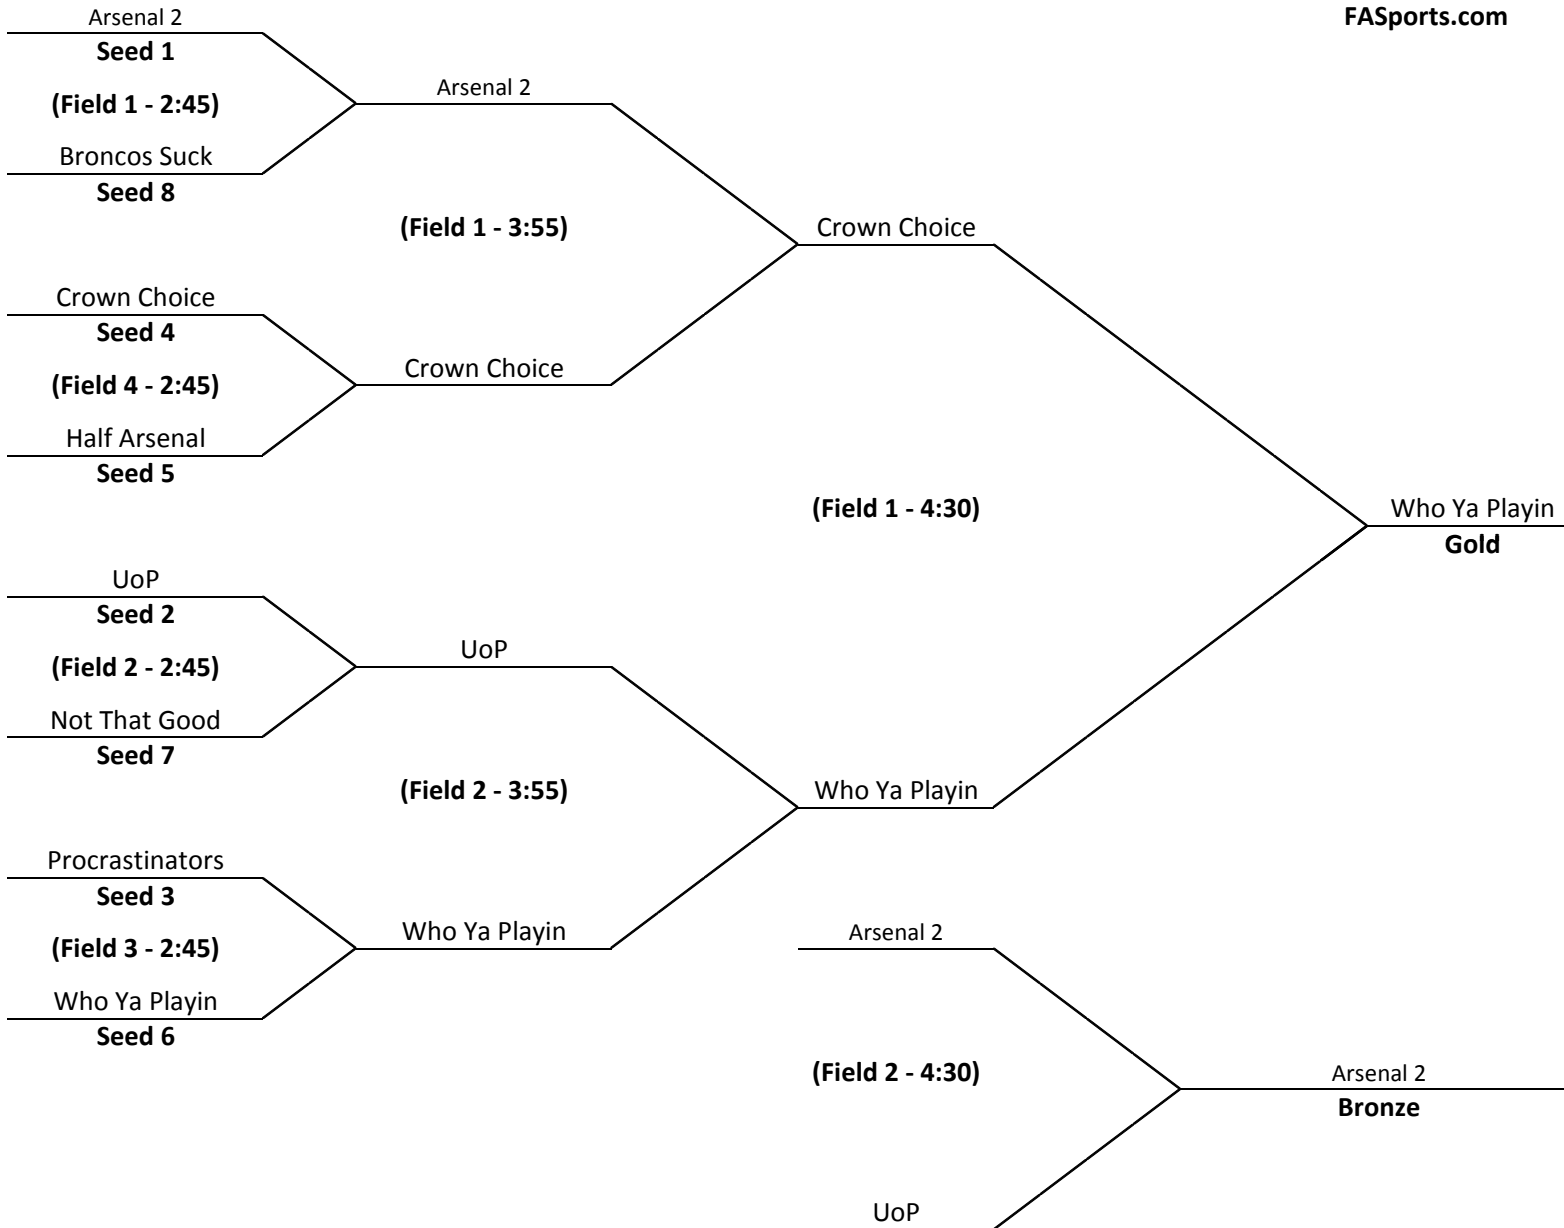 FASports.com
Arsenal 2
Seed 1
(Field 1 - 2:45)
Broncos Suck
Seed 8
Crown Choice
Seed 4
(Field 4 - 2:45)
Half Arsenal
Seed 5
UoP
Seed 2
(Field 2 - 2:45)
Not That Good
Seed 7
Procrastinators
Seed 3
(Field 3 - 2:45)
Who Ya Playin
Seed 6
Arsenal 2
(Field 1 - 3:55)
Crown Choice
UoP
(Field 2 - 3:55)
Who Ya Playin
Crown Choice
(Field 1 - 4:30)
Who Ya Playin
Who Ya Playin
Gold
Arsenal 2
(Field 2 - 4:30)
UoP
Arsenal 2
Bronze